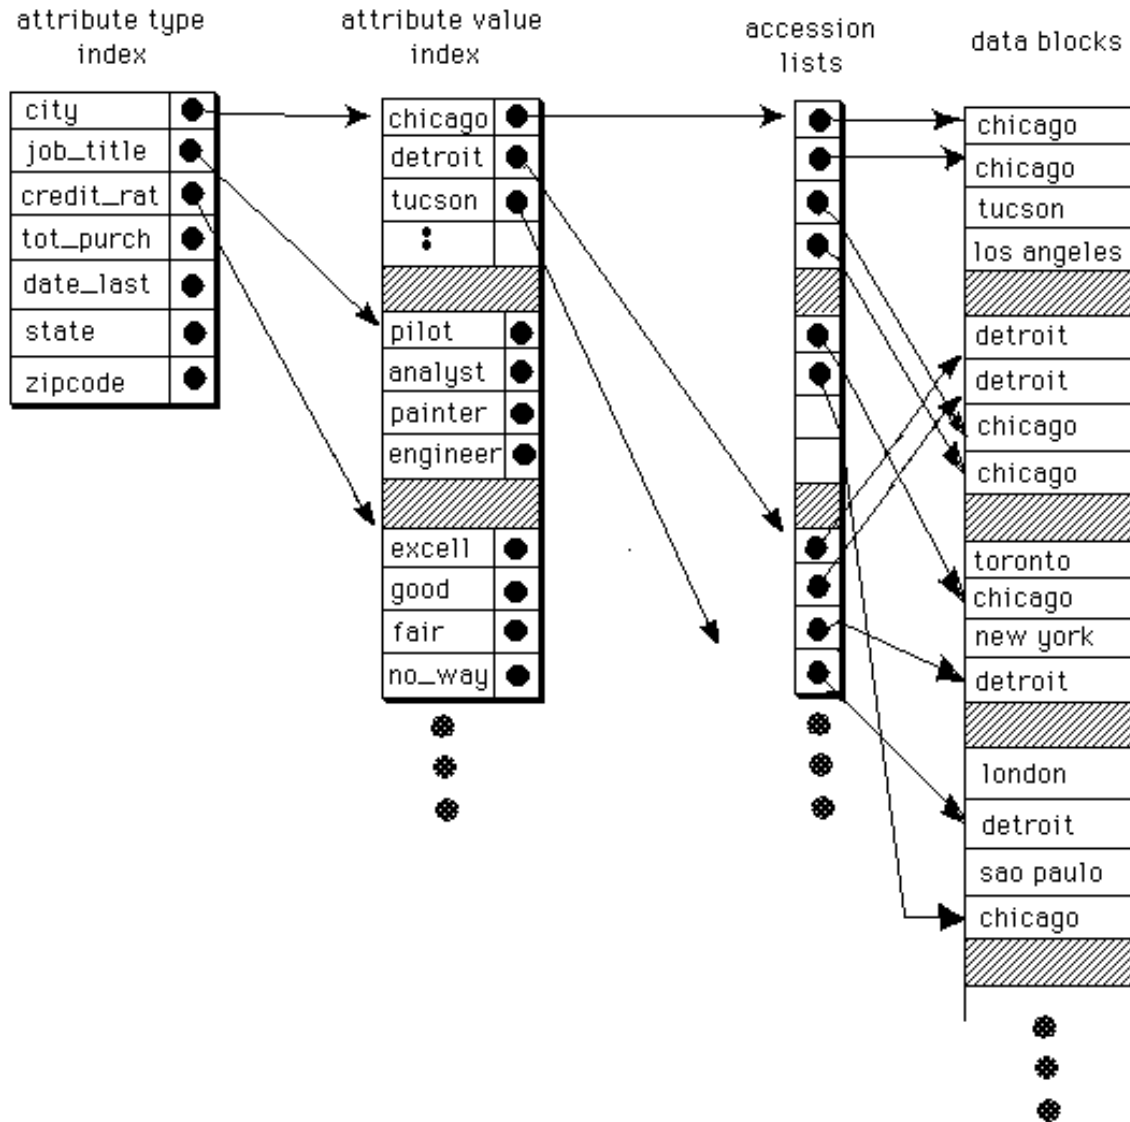 attribute type
index
attribute value
index
accession
lists
data blocks
city
job_title
credit_rat
tot_purch
date_last
state
zipcode
chicago
detroit
tucson
pilot
analyst
painter
engineer
excell
good
fair
no_way
chicago
chicago
tucson
los angeles
detroit
detroit
chicago
chicago
toronto
chicago
new york
detroit
london
detroit
sao paulo
chicago